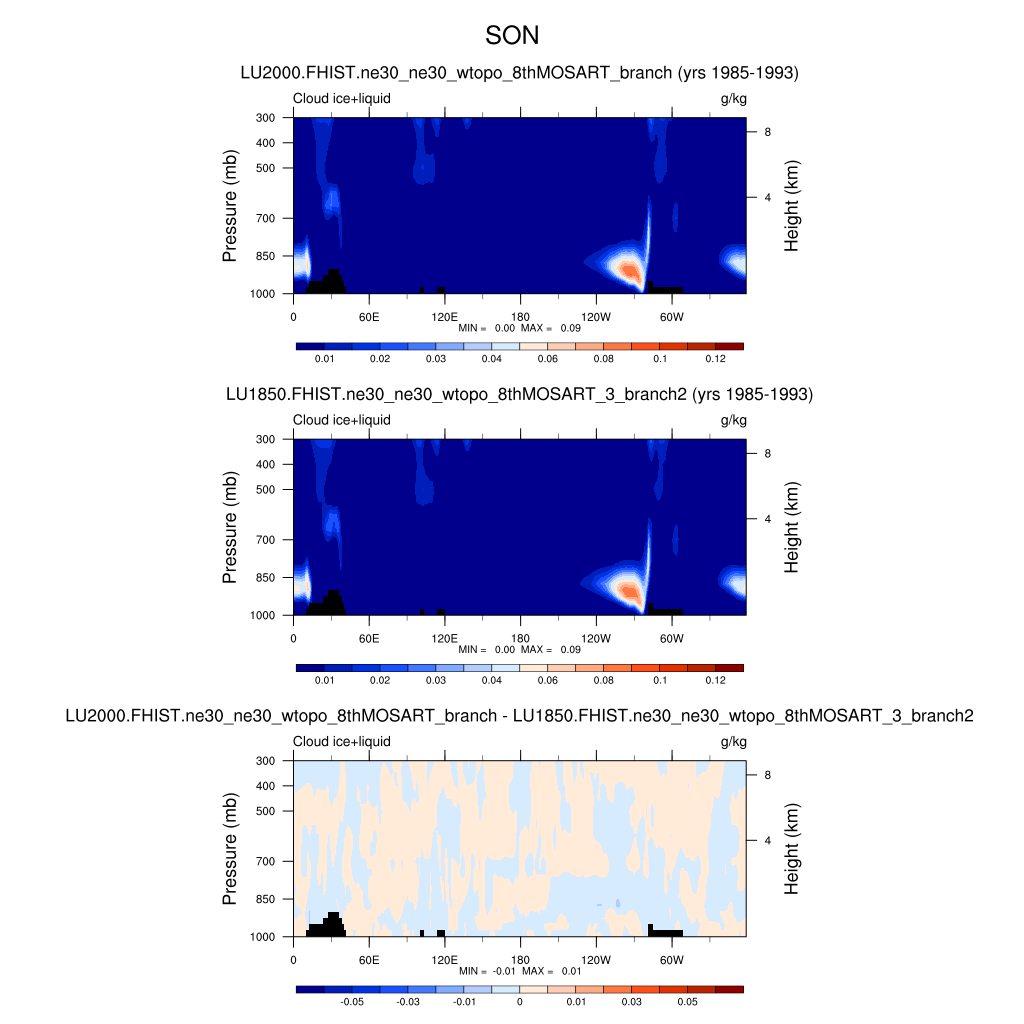 SON
LU2000.FHIST.ne30_ne30_wtopo_8thMOSART_branch (yrs 1985-1993)
Cloud ice+liquid g/kg
300
400
500
700
850
1000
Pressure (mb)
8
4
Height (km)
0 60E 120E 180 120W 60W
MIN = 0.00 MAX = 0.09
0.01 0.02 0.03 0.04 0.06 0.08 0.1 0.12
LU1850.FHIST.ne30_ne30_wtopo_8thMOSART_3_branch2 (yrs 1985-1993)
Cloud ice+liquid g/kg
300
400
500
700
850
1000
Pressure (mb)
8
4
Height (km)
0 60E 120E 180 120W 60W
MIN = 0.00 MAX = 0.09
0.01 0.02 0.03 0.04 0.06 0.08 0.1 0.12
LU2000.FHIST.ne30_ne30_wtopo_8thMOSART_branch - LU1850.FHIST.ne30_ne30_wtopo_8thMOSART_3_branch2
Cloud ice+liquid g/kg
300
400
500
700
850
1000
Pressure (mb)
8
4
Height (km)
0 60E 120E 180 120W 60W
MIN = -0.01 MAX = 0.01
-0.05 -0.03 -0.01 0 0.01 0.03 0.05